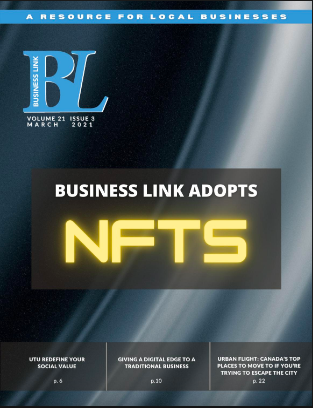 A RESOURCE FOR LOCAL BUSINESSES
BUSINESS LINK
BL
VOLUME 21 ISSUE 3
MARCH 2021
BUSINESS LINK ADOPTS
NFTS
UTU REDEFINE YOUR
SOCIAL VALUE
p. 6
GIVING A DIGITAL EDGE TO A
TRADITIONAL BUSINESS
p.10
URBAN FLIGHT: CANADA'S TOP
PLACES TO MOVE TO IF YOU'RE
TRYING TO ESCAPE THE CITY
p. 22